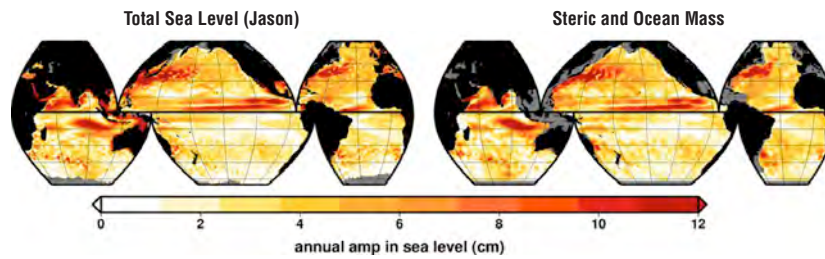 Total Sea Level (Jason)
Steric and Ocean Mass
0 2 4 6 8 10 12
annual amp in sea level (cm)